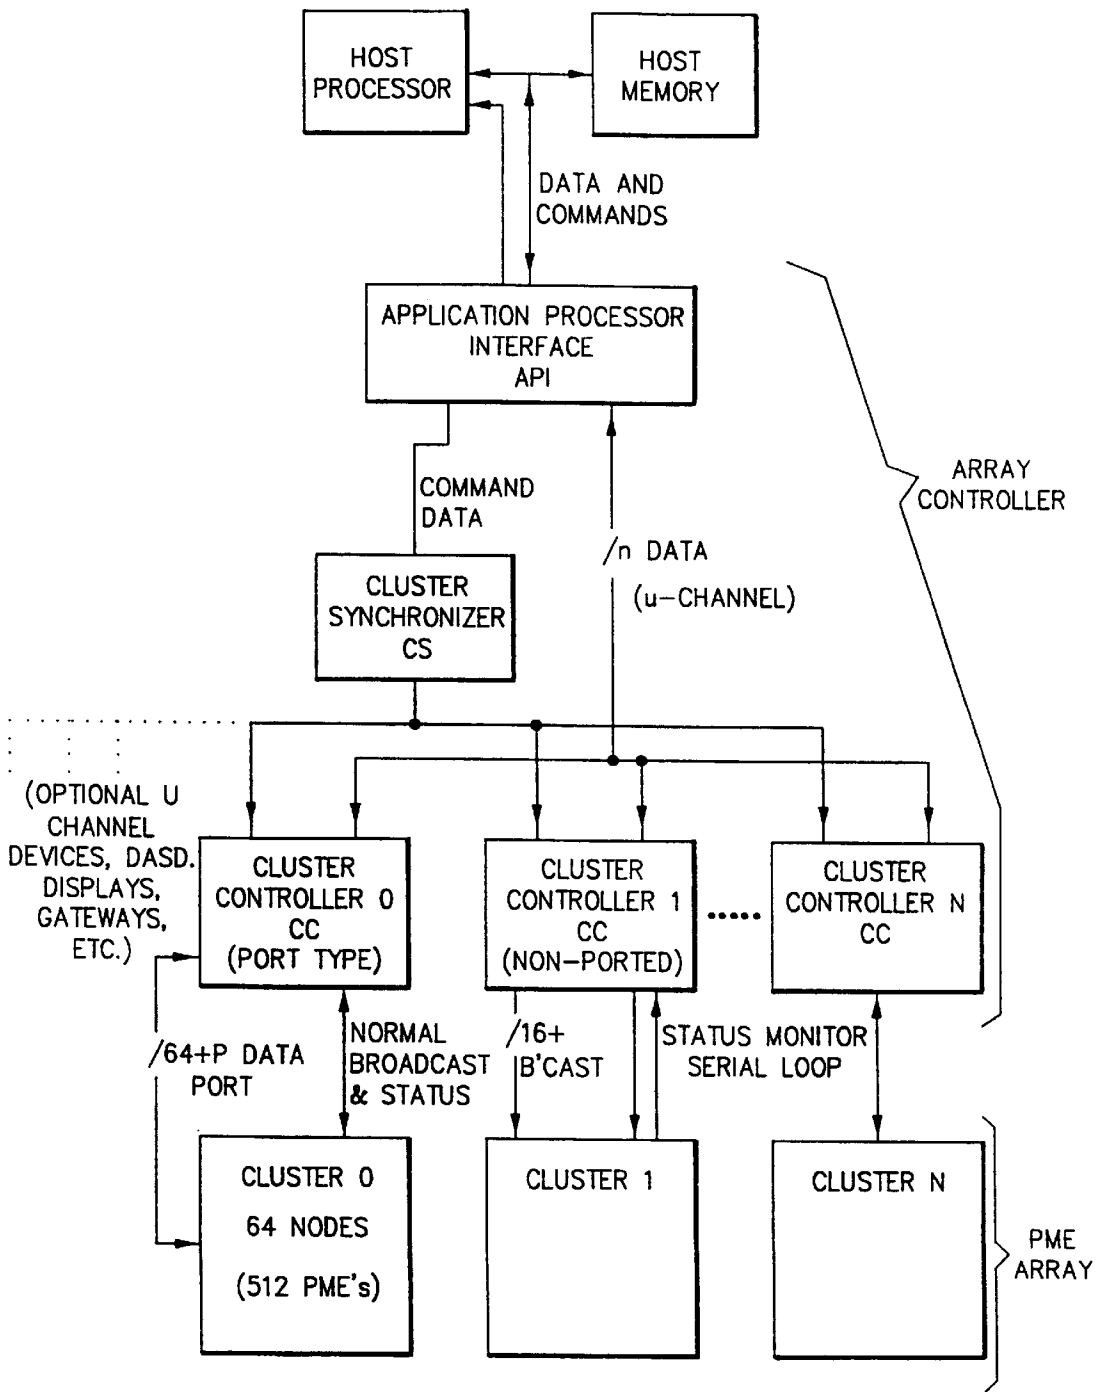 HOST
PROCESSOR
HOST
MEMORY
DATA AND
COMMANDS
APPLICATION PROCESSOR
INTERFACE
API
ARRAY
CONTROLLER
COMMAND
DATA
/n DATA
(u-CHANNEL)
CLUSTER
SYNCHRONIZER
CS
(OPTIONAL U
CHANNEL
DEVICES, DASD.
DISPLAYS,
GATEWAYS,
ETC.)
CLUSTER
CONTROLLER 0
CC
(PORT TYPE)
CLUSTER
CONTROLLER 1
CC
(NON-PORTED)
CLUSTER
CONTROLLER N
CC
/64+P DATA
PORT
NORMAL
BROADCAST
& STATUS
/16+
B'CAST
STATUS MONITOR
SERIAL LOOP
CLUSTER 0
64 NODES
(512 PME's)
CLUSTER 1
CLUSTER N
PME
ARRAY